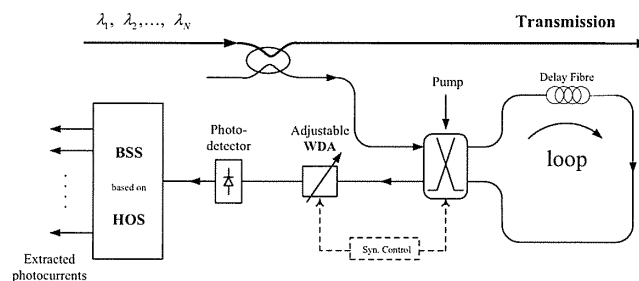 λ1, λ2,..., λN
Transmission
Delay Fibre
Pump
Photo-
detector
Adjustable
WDA
loop
BSS
based on
HOS
Syn. Control
Extracted
photocurrents